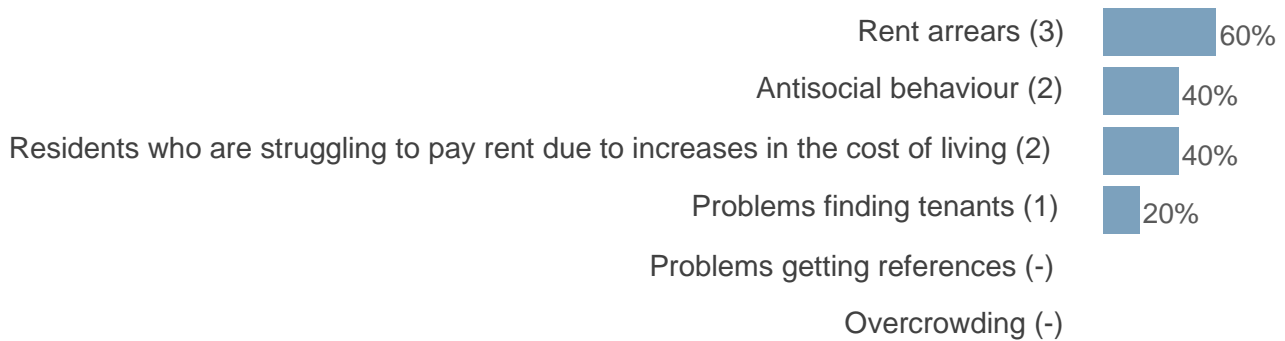 Rent arrears (3) 60%
Antisocial behaviour (2) 40%
Residents who are struggling to pay rent due to increases in the cost of living (2) 40%
Problems finding tenants (1) 20%
Problems getting references (-)
Overcrowding (-)